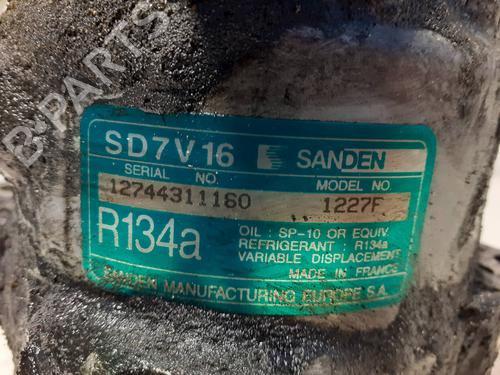 SD7V16 SANDEN
SERIAL NO. MODEL NO.
12744311160 1227F
R134a
OIL : SP-10 OR EQUIV.
REFRIGERANT : R134a
VARIABLE DISPLACEMENT
MADE IN FRANCE
SANDEN MANUFACTURING EUROPE S.A.
B-PARTS